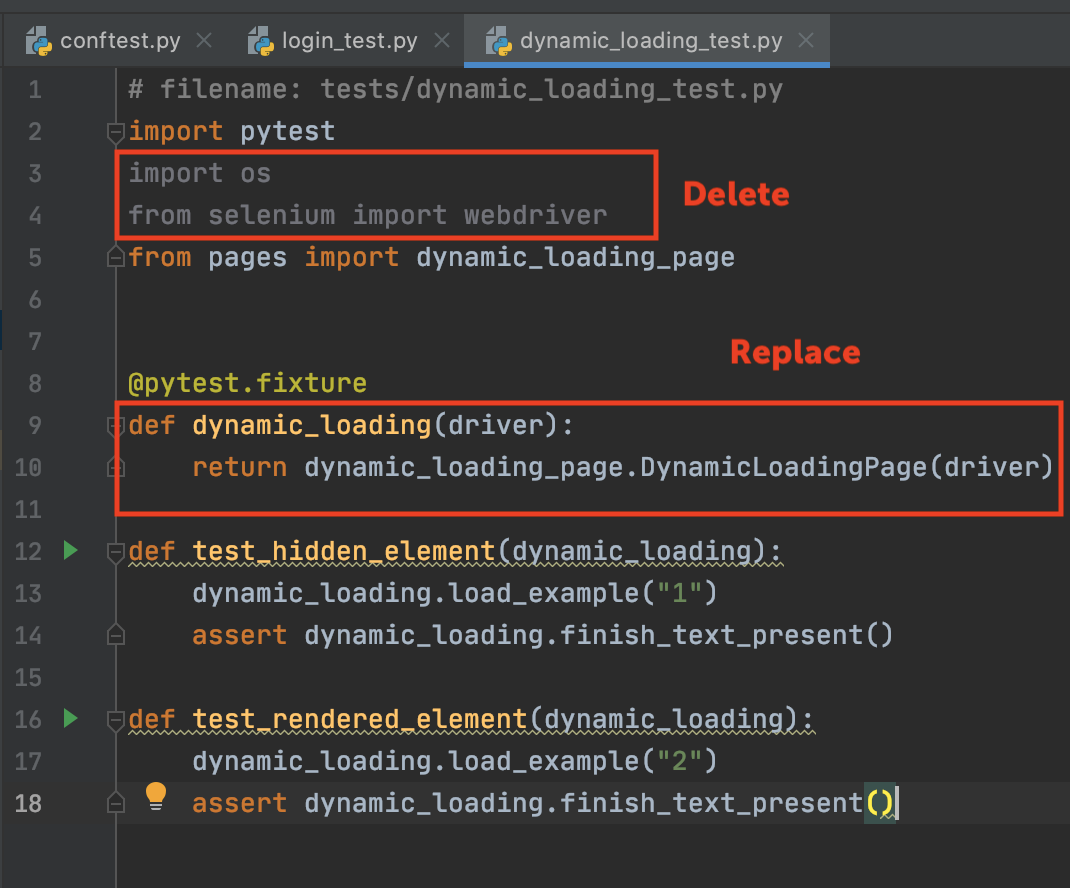 conftest.py login_test.py dynamic_loading_test.py
1 # filename: tests/dynamic_loading_test.py
2 import pytest
3 import os
Delete
4 from selenium import webdriver
5 from pages import dynamic_loading_page
6
7
Replace
8 @pytest.fixture
9 def dynamic_loading(driver):
10     return dynamic_loading_page.DynamicLoadingPage(driver)
11
12 def test_hidden_element(dynamic_loading):
13     dynamic_loading.load_example("1")
14     assert dynamic_loading.finish_text_present()
15
16 def test_rendered_element(dynamic_loading):
17     dynamic_loading.load_example("2")
18     assert dynamic_loading.finish_text_present()